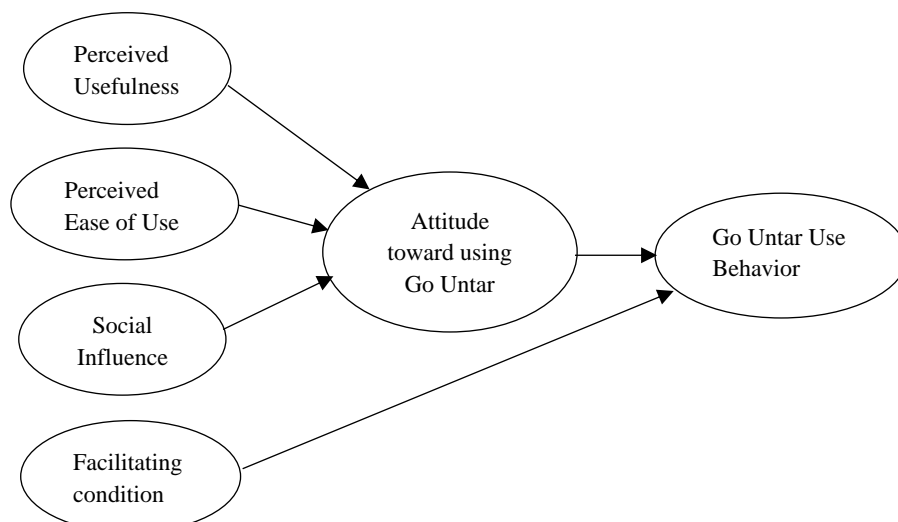 Perceived
Usefulness
Perceived
Ease of Use
Social
Influence
Facilitating
condition
Attitude
toward using
Go Untar
Go Untar Use
Behavior